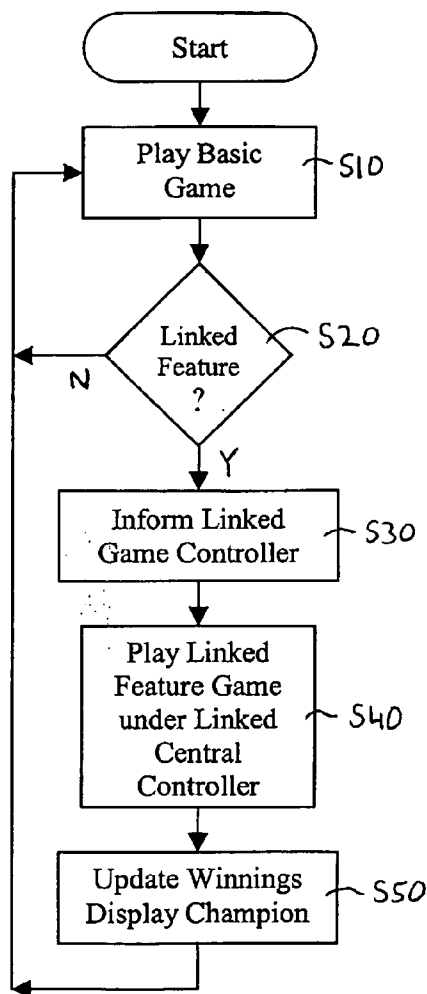 Start
Play Basic
Game
S10
Linked
Feature
?
S20
N
Y
Inform Linked
Game Controller
S30
Play Linked
Feature Game
under Linked
Central
Controller
S40
Update Winnings
Display Champion
S50